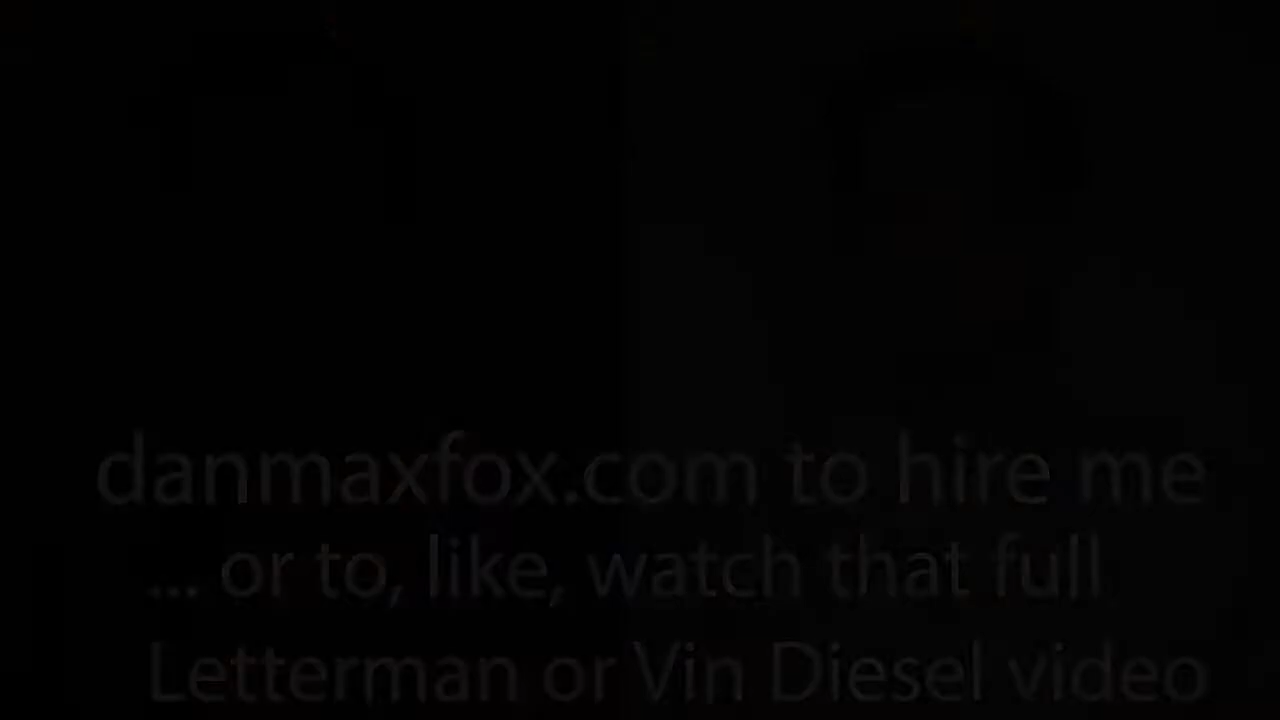 danmaxfox.com to hire me
... or to, like, watch that full
Letterman or Vin Diesel video